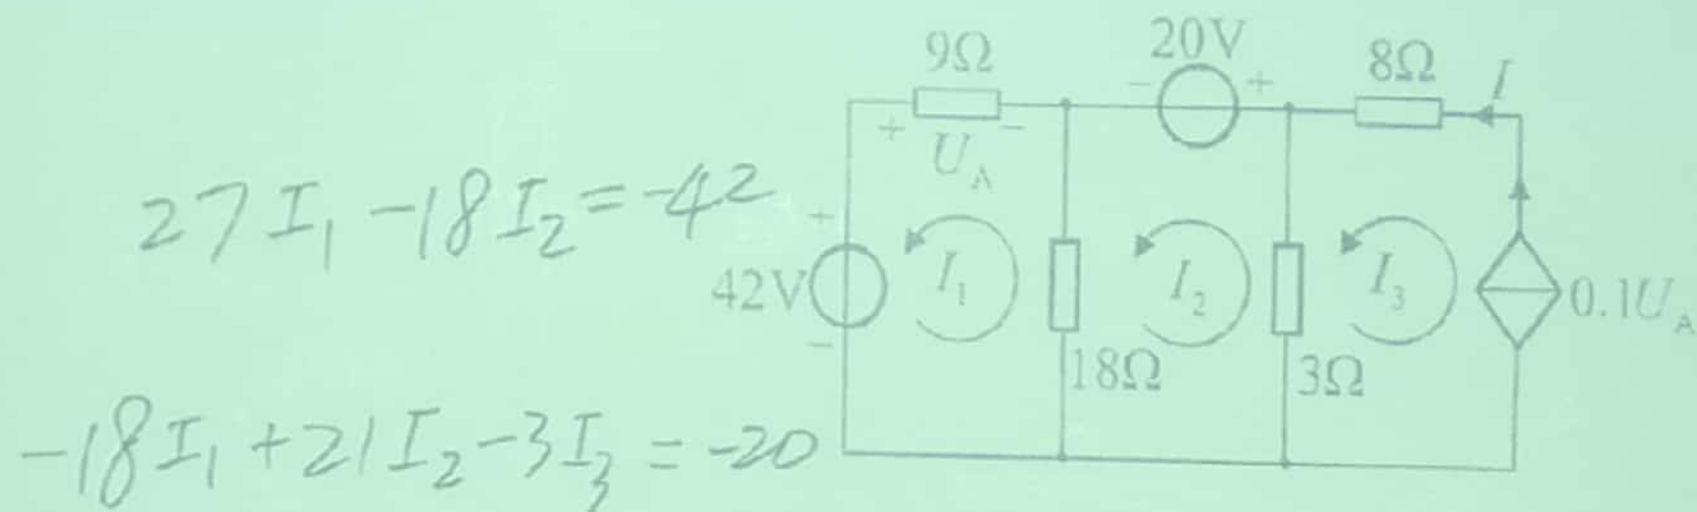 9Ω
20V
8Ω
I
+ U_A −
− +
27I₁ −18I₂ = −42
+
42V
−
I₁
I₂
I₃
0.1U_A
18Ω
3Ω
−18I₁ +21I₂ −3I₃ = −20